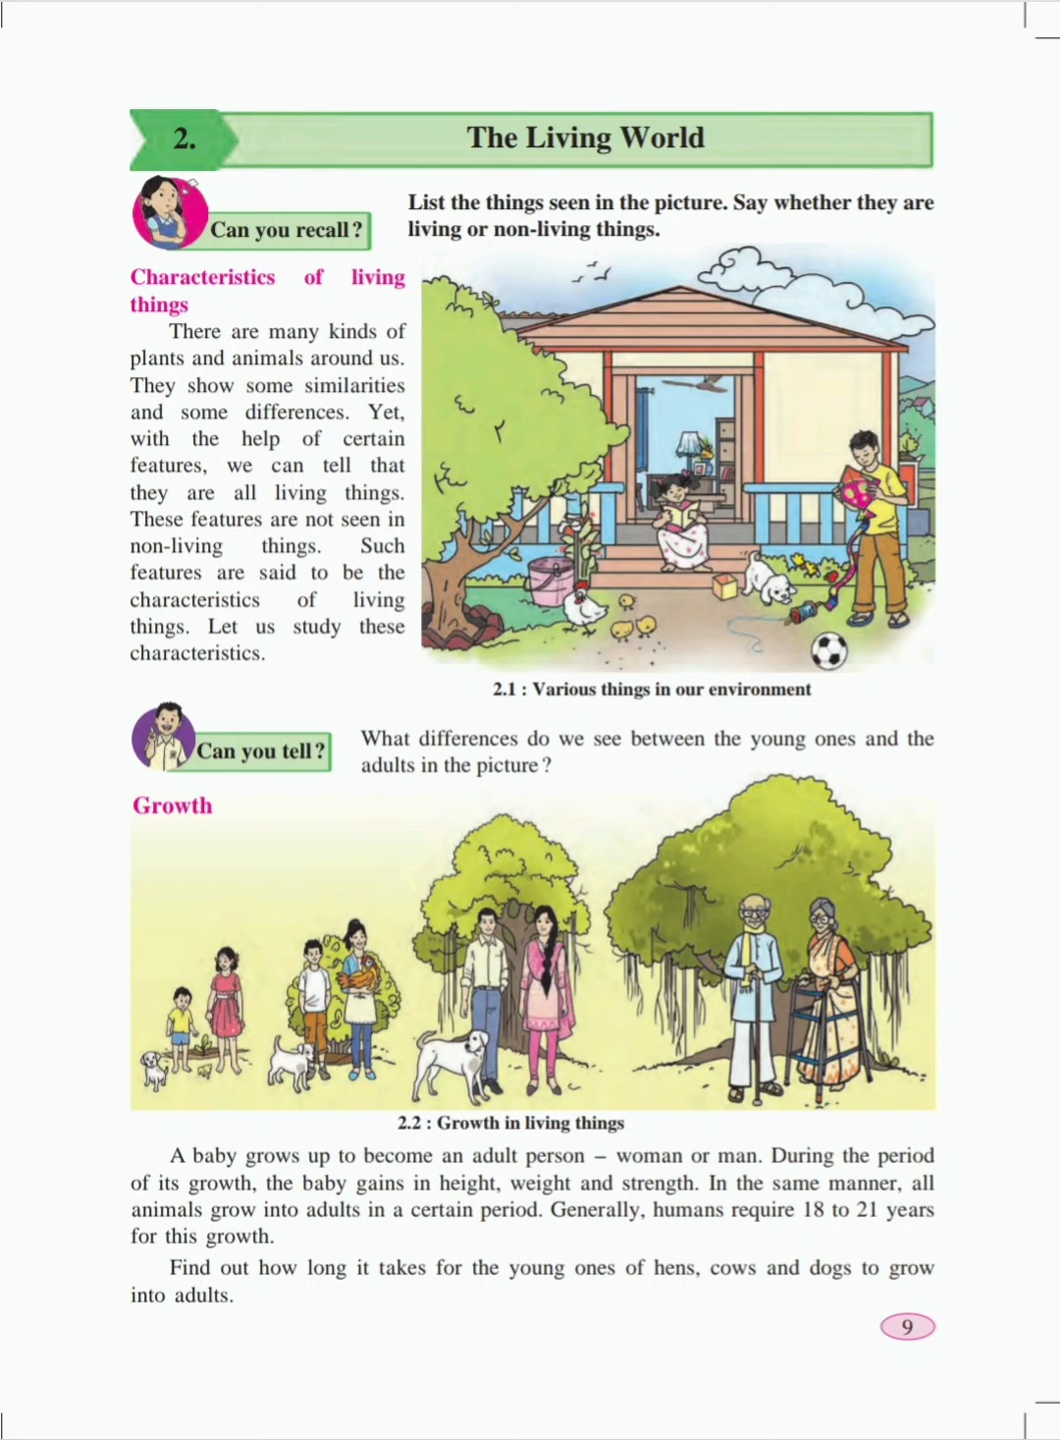 2.
The Living World
Can you recall?
List the things seen in the picture. Say whether they are
living or non-living things.
Characteristics of living
things
There are many kinds of
plants and animals around us.
They show some similarities
and some differences. Yet,
with the help of certain
features, we can tell that
they are all living things.
These features are not seen in
non-living things. Such
features are said to be the
characteristics of living
things. Let us study these
characteristics.
2.1 : Various things in our environment
Can you tell?
What differences do we see between the young ones and the
adults in the picture?
Growth
2.2 : Growth in living things
A baby grows up to become an adult person – woman or man. During the period
of its growth, the baby gains in height, weight and strength. In the same manner, all
animals grow into adults in a certain period. Generally, humans require 18 to 21 years
for this growth.
Find out how long it takes for the young ones of hens, cows and dogs to grow
into adults.
9